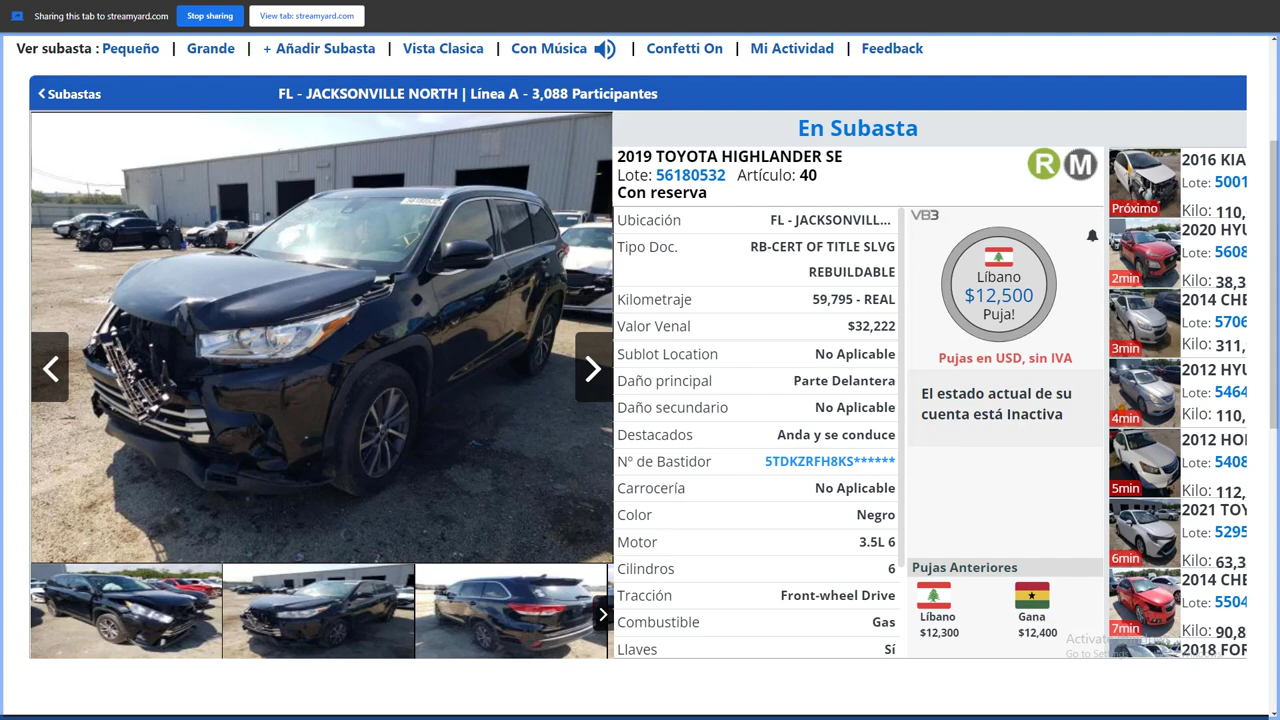 Sharing this tab to streamyard.com Stop sharing View tab: streamyard.com
Ver subasta : Pequeño | Grande | + Añadir Subasta | Vista Clasica | Con Música | Confetti On | Mi Actividad | Feedback
Subastas FL - JACKSONVILLE NORTH | Línea A - 3,088 Participantes
En Subasta
2019 TOYOTA HIGHLANDER SE
Lote: 56180532 Artículo: 40
Con reserva
R M
Ubicación FL - JACKSONVILL...
Tipo Doc. RB-CERT OF TITLE SLVG
REBUILDABLE
Kilometraje 59,795 - REAL
Valor Venal $32,222
Sublot Location No Aplicable
Daño principal Parte Delantera
Daño secundario No Aplicable
Destacados Anda y se conduce
Nº de Bastidor 5TDKZRFH8KS******
Carrocería No Aplicable
Color Negro
Motor 3.5L 6
Cilindros 6
Tracción Front-wheel Drive
Combustible Gas
Llaves Sí
VB3
Líbano
$12,500
Puja!
Pujas en USD, sin IVA
El estado actual de su
cuenta está Inactiva
Pujas Anteriores
Líbano Gana
$12,300 $12,400
2016 KIA
Lote: 5001
Próximo Kilo: 110,
2020 HYU
Lote: 5608
2min Kilo: 38,3
2014 CHE
Lote: 5706
3min Kilo: 311,
2012 HYU
Lote: 5464
4min Kilo: 110,
2012 HO
Lote: 5408
5min Kilo: 112,
2021 TOY
Lote: 5295
6min Kilo: 63,3
2014 CHE
Lote: 5504
7min Kilo: 90,8
2018 FOR